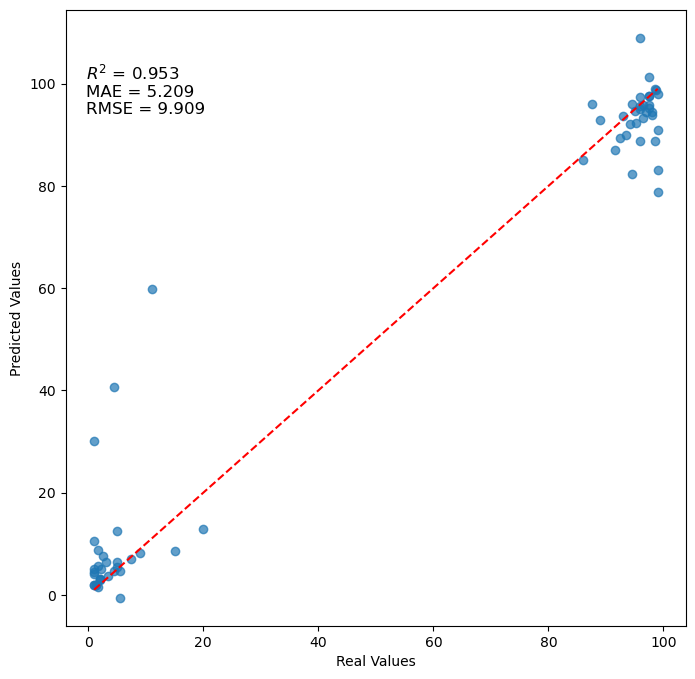 R² = 0.953
MAE = 5.209
RMSE = 9.909
100
80
60
40
20
0
Predicted Values
0 20 40 60 80 100
Real Values